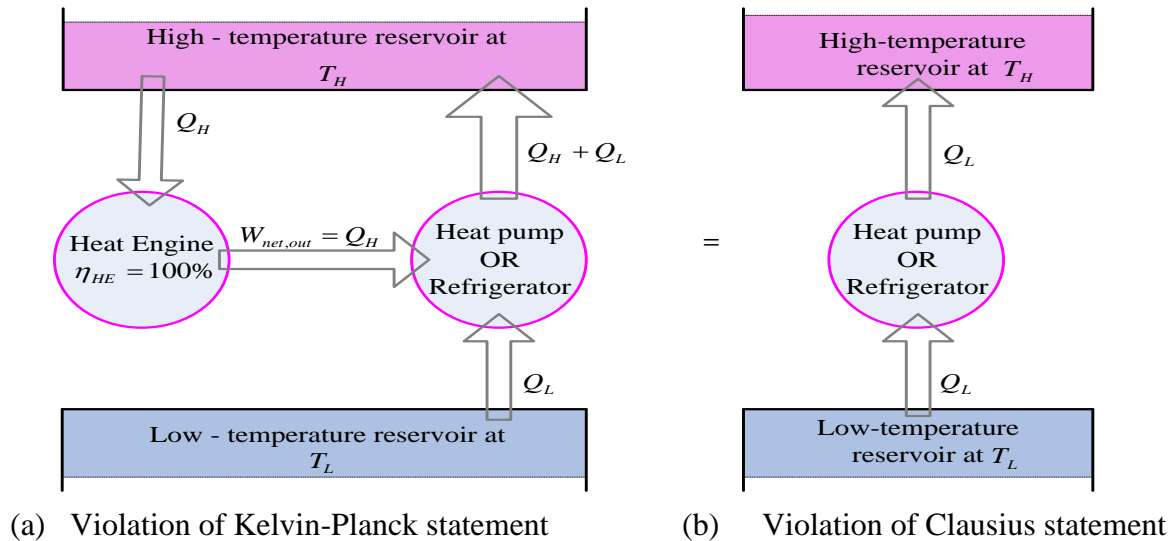 High - temperature reservoir at
T_H
Q_H
Q_H + Q_L
Heat Engine
η_HE = 100%
W_net,out = Q_H
Heat pump
OR
Refrigerator
Q_L
Low - temperature reservoir at
T_L
(a) Violation of Kelvin-Planck statement
=
High-temperature
reservoir at T_H
Q_L
Heat pump
OR
Refrigerator
Q_L
Low-temperature
reservoir at T_L
(b) Violation of Clausius statement